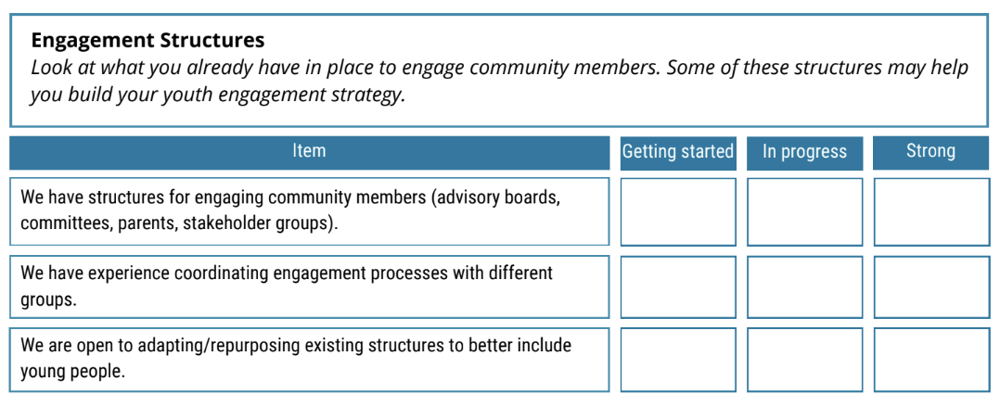 Engagement Structures
Look at what you already have in place to engage community members. Some of these structures may help
you build your youth engagement strategy.
Item
Getting started
In progress
Strong
We have structures for engaging community members (advisory boards,
committees, parents, stakeholder groups).
We have experience coordinating engagement processes with different
groups.
We are open to adapting/repurposing existing structures to better include
young people.